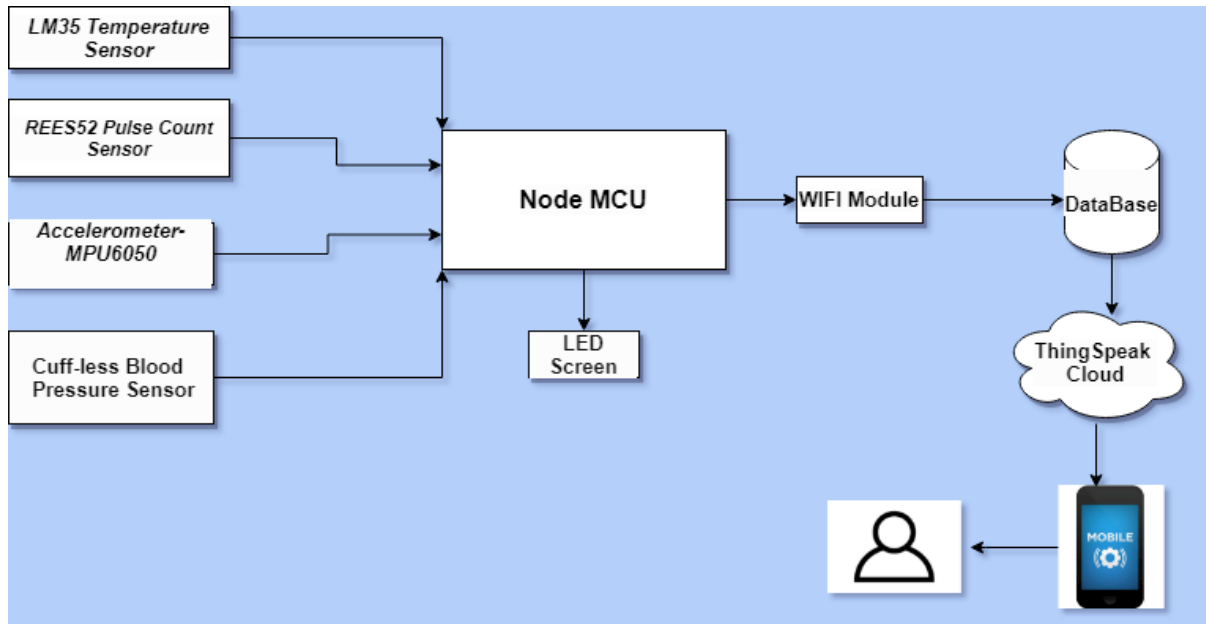 LM35 Temperature
Sensor
REES52 Pulse Count
Sensor
Accelerometer-
MPU6050
Cuff-less Blood
Pressure Sensor
Node MCU
LED
Screen
WIFI Module
DataBase
ThingSpeak
Cloud
MOBILE